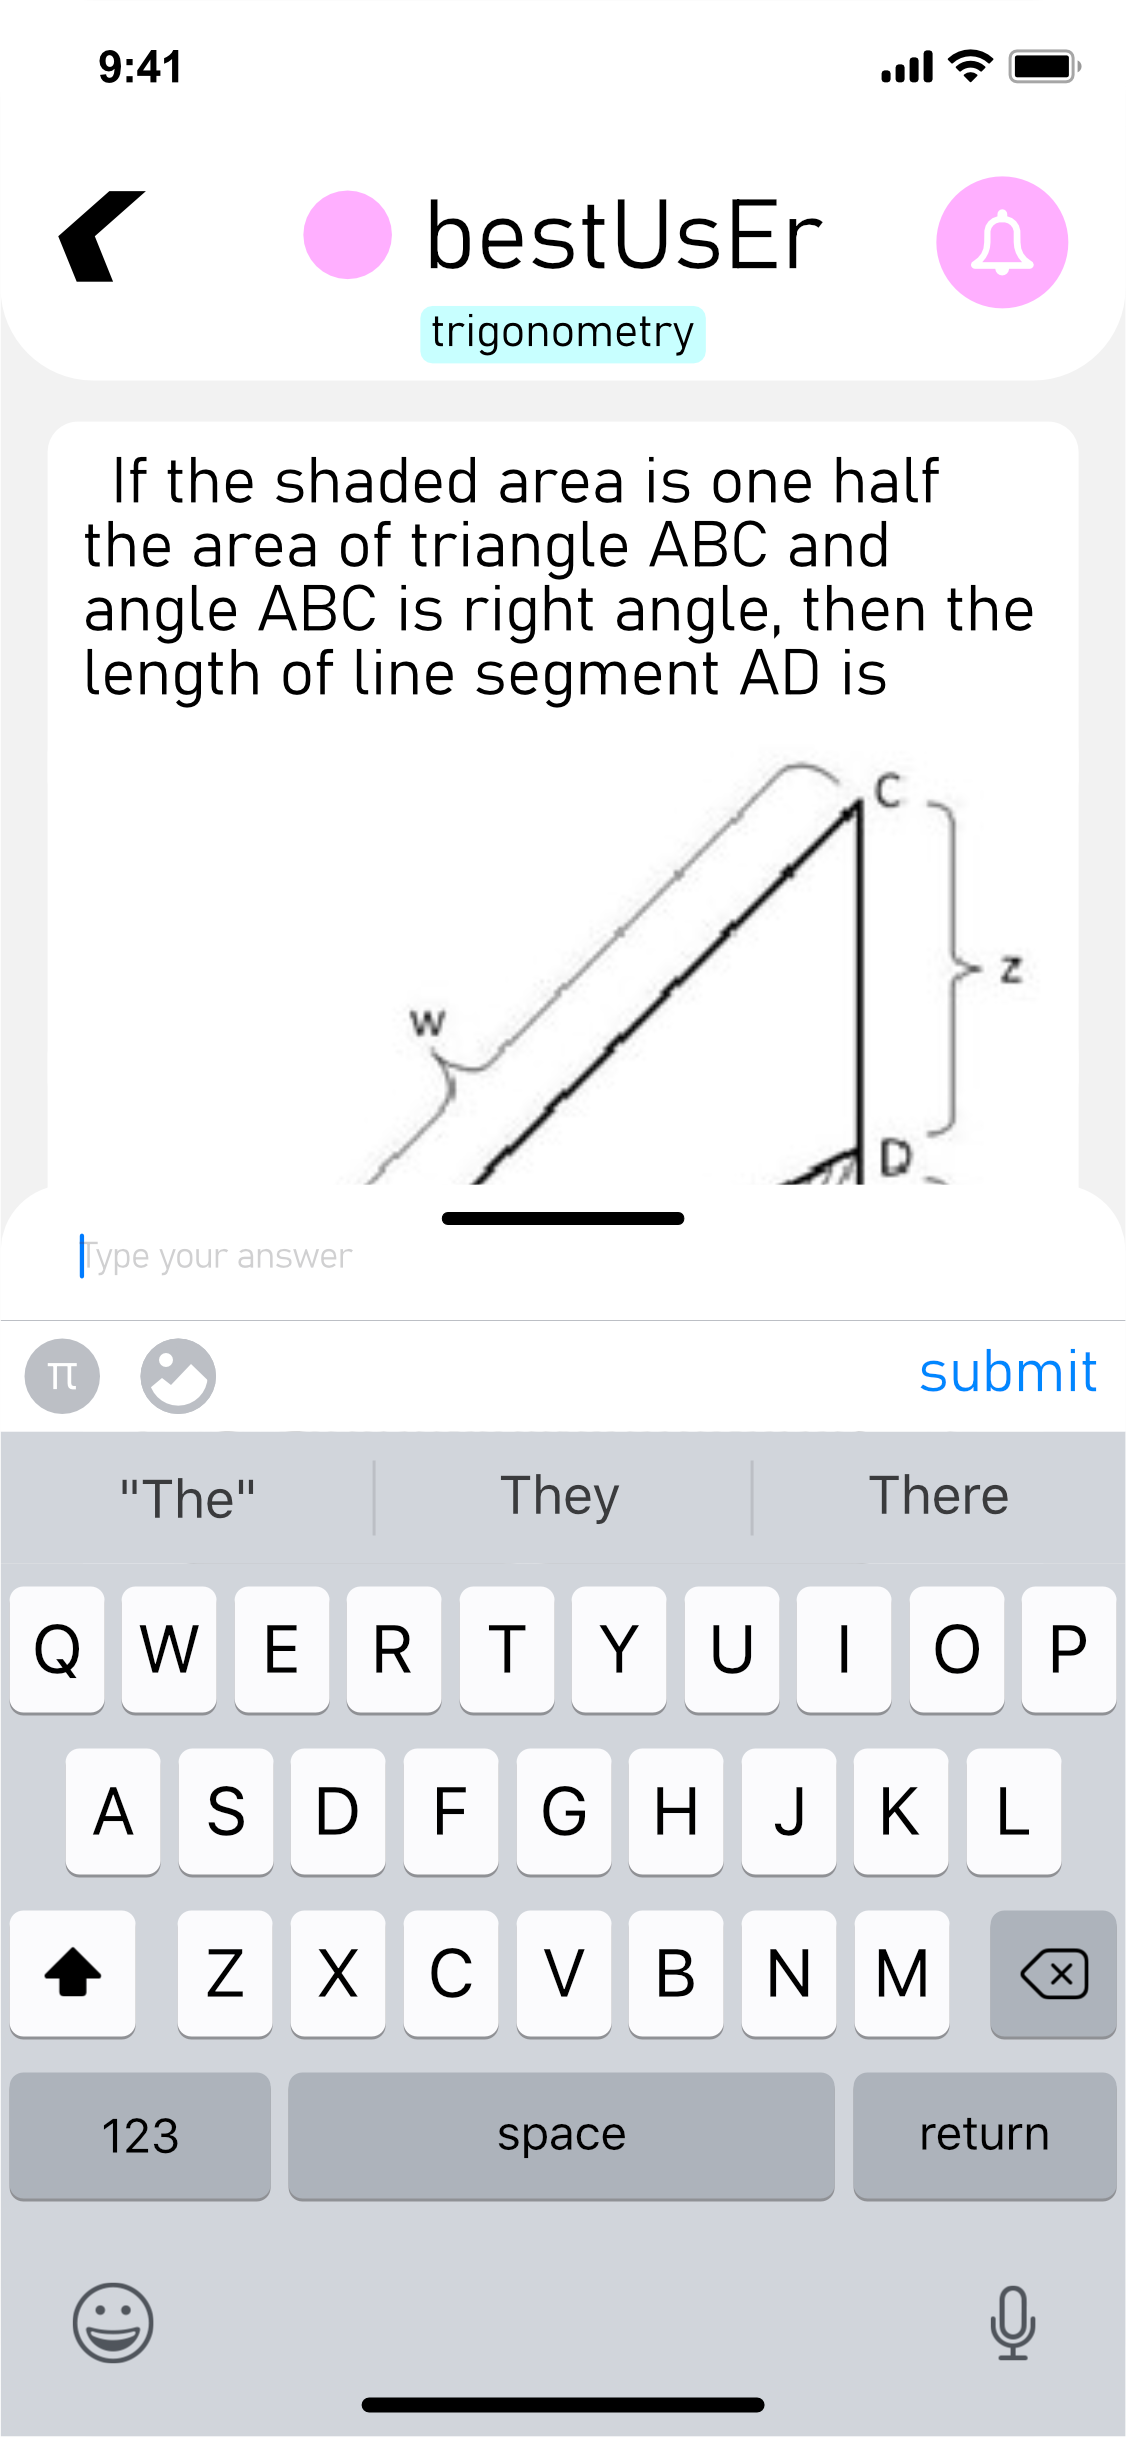 9:41
bestUsEr
trigonometry
If the shaded area is one half
the area of triangle ABC and
angle ABC is right angle, then the
length of line segment AD is
C
z
w
D
Type your answer
π
submit
"The" They There
Q W E R T Y U I O P
A S D F G H J K L
Z X C V B N M
123 space return